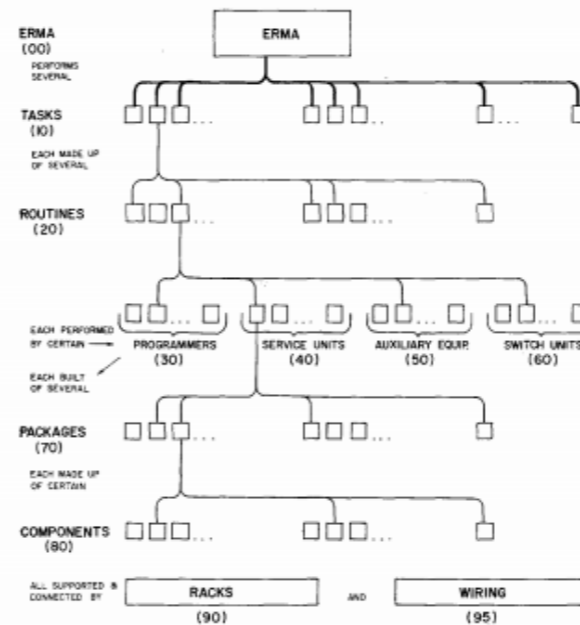 ERMA
(00)
ERMA
PERFORMS
SEVERAL
TASKS
(10)
EACH MADE UP
OF SEVERAL
ROUTINES
(20)
EACH PERFORMED
BY CERTAIN
PROGRAMMERS
(30)
SERVICE UNITS
(40)
AUXILIARY EQUIP.
(50)
SWITCH UNITS
(60)
EACH BUILT
OF SEVERAL
PACKAGES
(70)
EACH MADE UP
OF CERTAIN
COMPONENTS
(80)
ALL SUPPORTED &
CONNECTED BY
RACKS
(90)
AND
WIRING
(95)